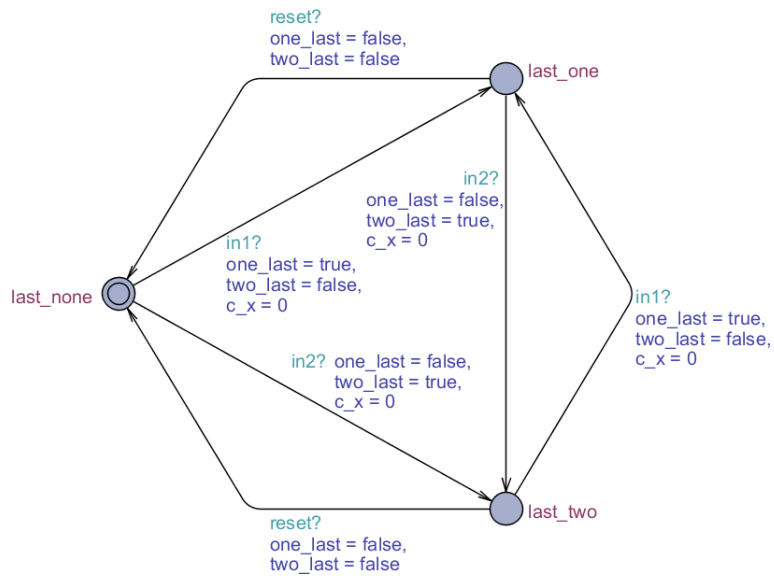 reset?
one_last = false,
two_last = false
last_one
in2?
one_last = false,
two_last = true,
c_x = 0
in1?
one_last = true,
two_last = false,
c_x = 0
last_none
in1?
one_last = true,
two_last = false,
c_x = 0
in2? one_last = false,
two_last = true,
c_x = 0
last_two
reset?
one_last = false,
two_last = false